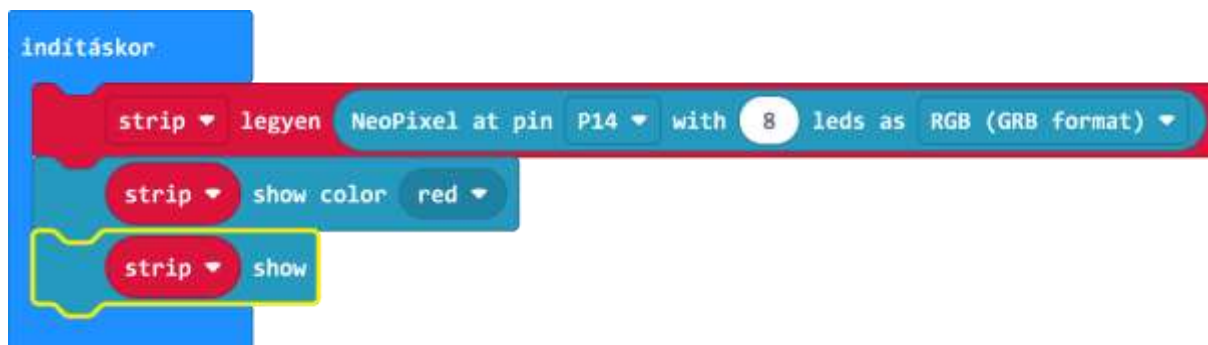 indításkor
strip legyen NeoPixel at pin P14 with 8 leds as RGB (GRB format)
strip show color red
strip show